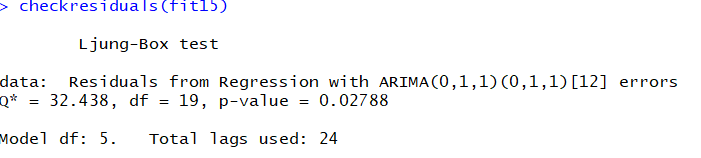 > checkresiduals(fit15)
Ljung-Box test
data:  Residuals from Regression with ARIMA(0,1,1)(0,1,1)[12] errors
Q* = 32.438, df = 19, p-value = 0.02788
Model df: 5.   Total lags used: 24